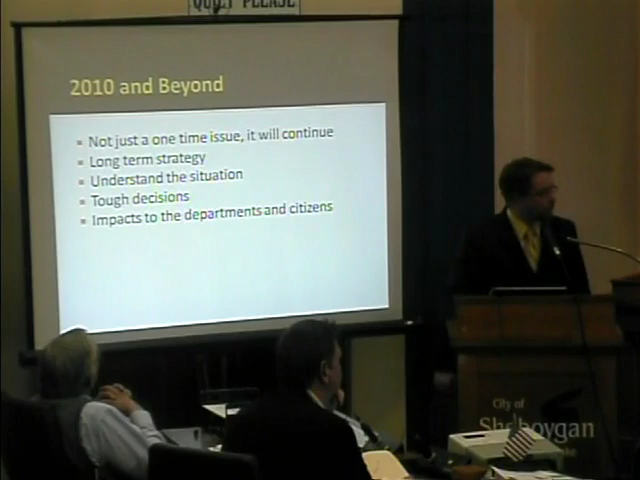 QUIET PLEASE
2010 and Beyond
Not just a one time issue, it will continue
Long term strategy
Understand the situation
Tough decisions
Impacts to the departments and citizens
City of
Sheboygan